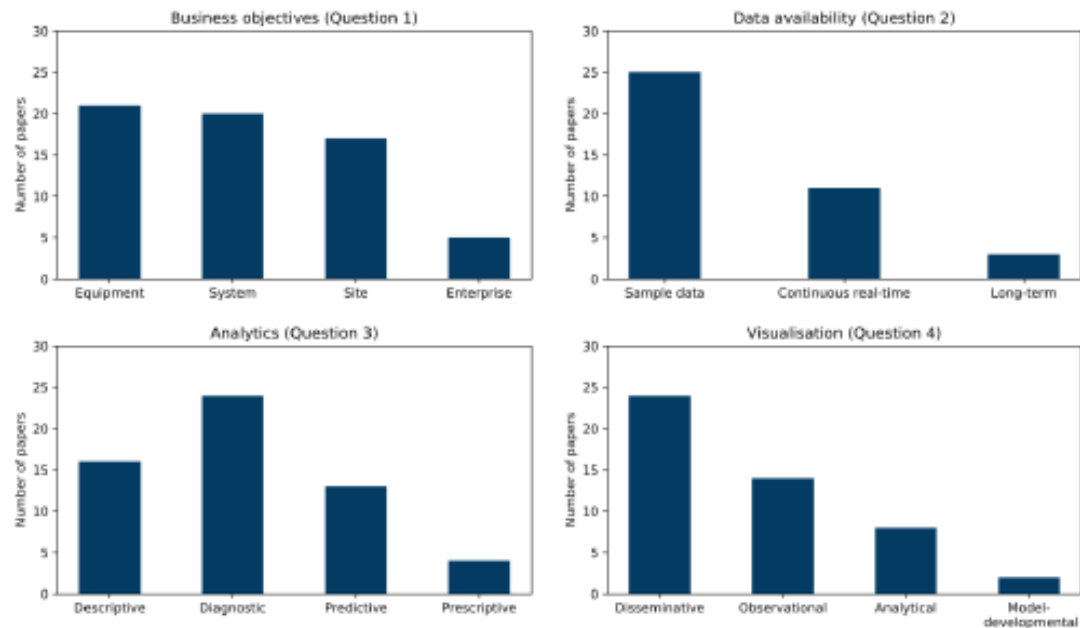 Business objectives (Question 1)
Number of papers
30
25
20
15
10
5
0
Equipment System Site Enterprise
Data availability (Question 2)
Number of papers
30
25
20
15
10
5
0
Sample data Continuous real-time Long-term
Analytics (Question 3)
Number of papers
30
25
20
15
10
5
0
Descriptive Diagnostic Predictive Prescriptive
Visualisation (Question 4)
Number of papers
30
25
20
15
10
5
0
Disseminative Observational Analytical Model-
developmental